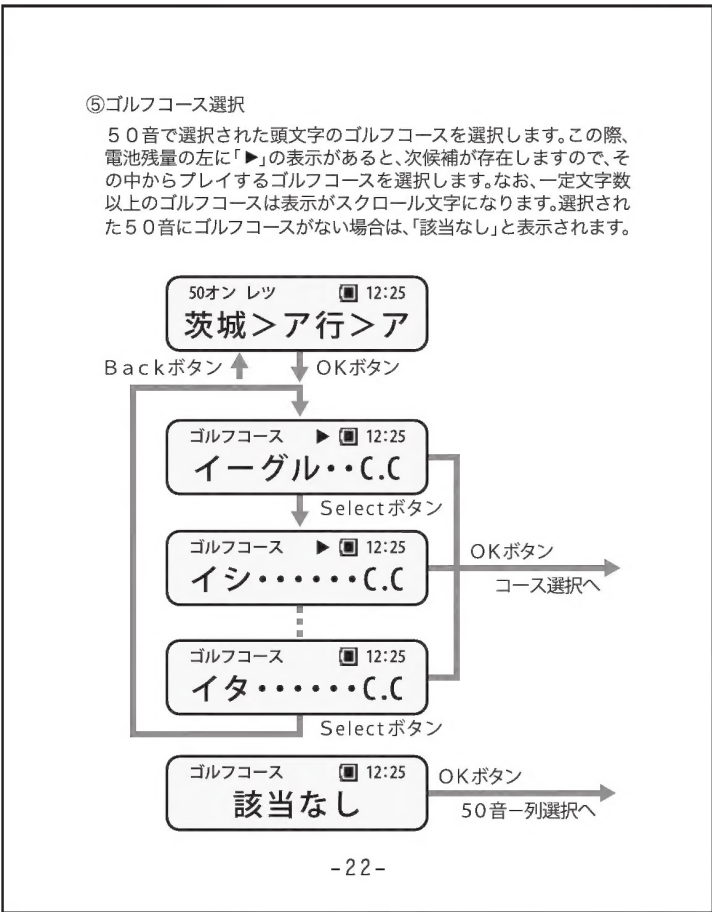 ⑤ゴルフコース選択
５０音で選択された頭文字のゴルフコースを選択します。この際、
電池残量の左に「▶」の表示があると、次候補が存在しますので、そ
の中からプレイするゴルフコースを選択します。なお、一定文字数
以上のゴルフコースは表示がスクロール文字になります。選択され
た５０音にゴルフコースがない場合は、「該当なし」と表示されます。
50オン レツ 12:25
茨城＞ア行＞ア
Backボタン OKボタン
ゴルフコース ▶ 12:25
イーグル・・C.C
Selectボタン
ゴルフコース ▶ 12:25
イシ・・・・・・C.C
OKボタン
コース選択へ
ゴルフコース 12:25
イタ・・・・・・C.C
Selectボタン
ゴルフコース 12:25
該当なし
OKボタン
50音ー列選択へ
-22-